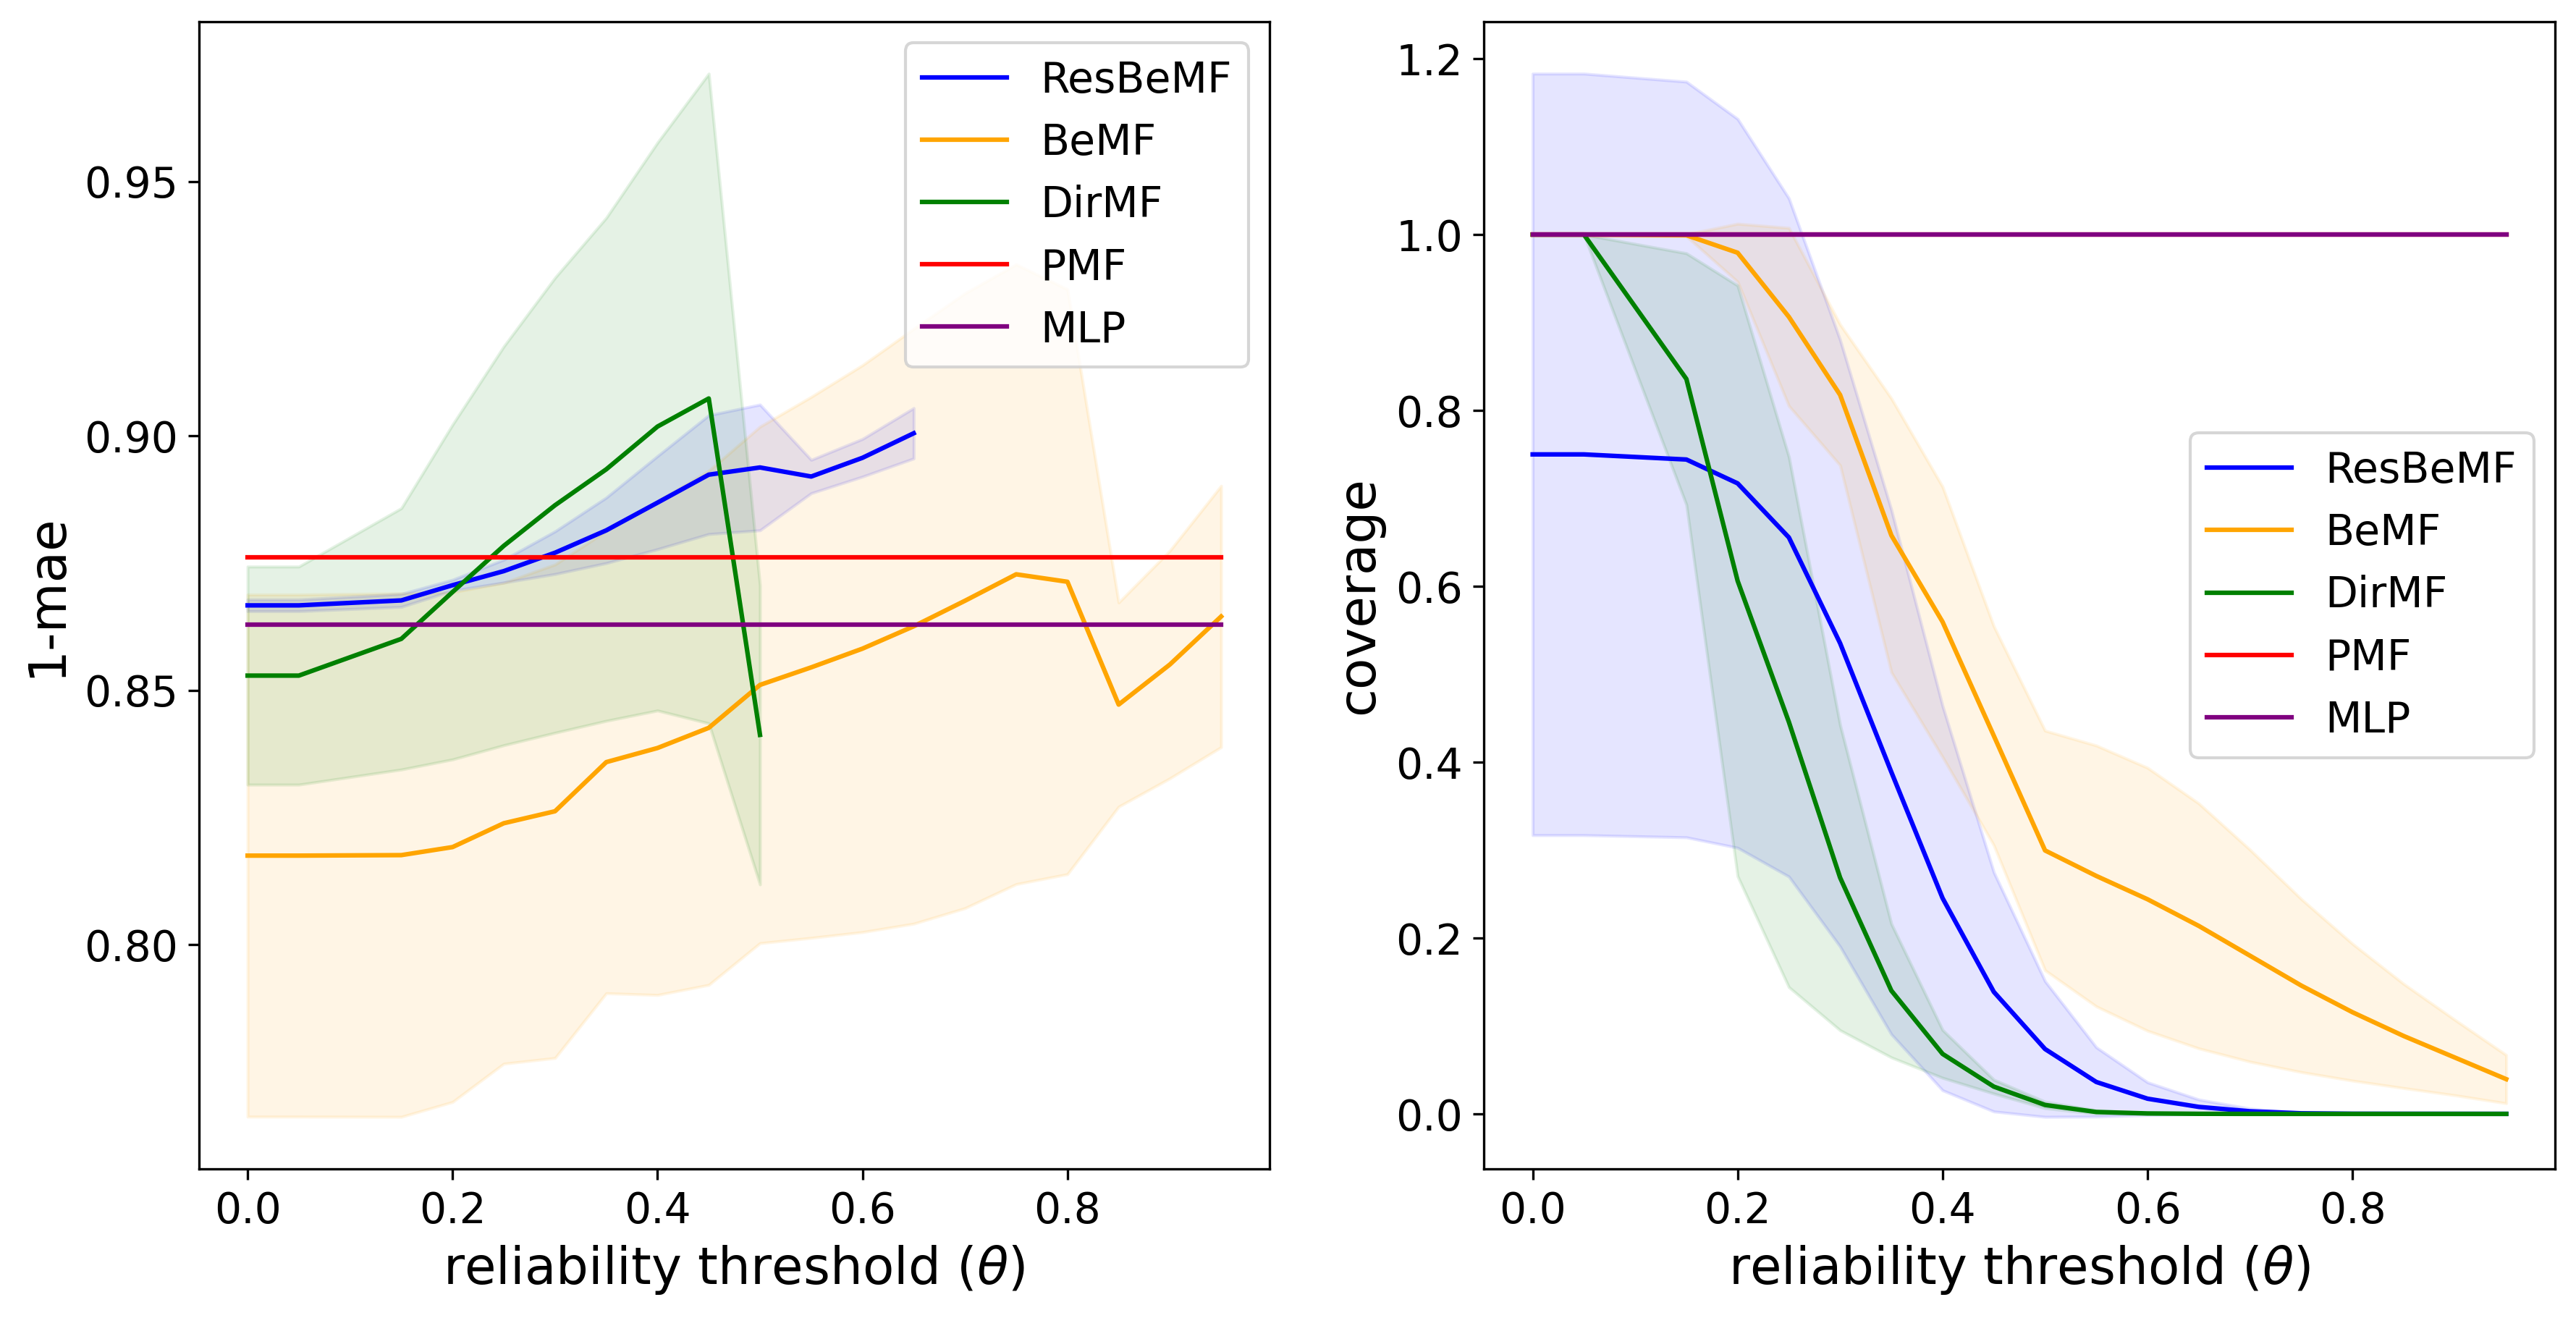 1-mae
0.95
0.90
0.85
0.80
0.0 0.2 0.4 0.6 0.8
reliability threshold (θ)
ResBeMF
BeMF
DirMF
PMF
MLP
coverage
1.2
1.0
0.8
0.6
0.4
0.2
0.0
0.0 0.2 0.4 0.6 0.8
reliability threshold (θ)
ResBeMF
BeMF
DirMF
PMF
MLP